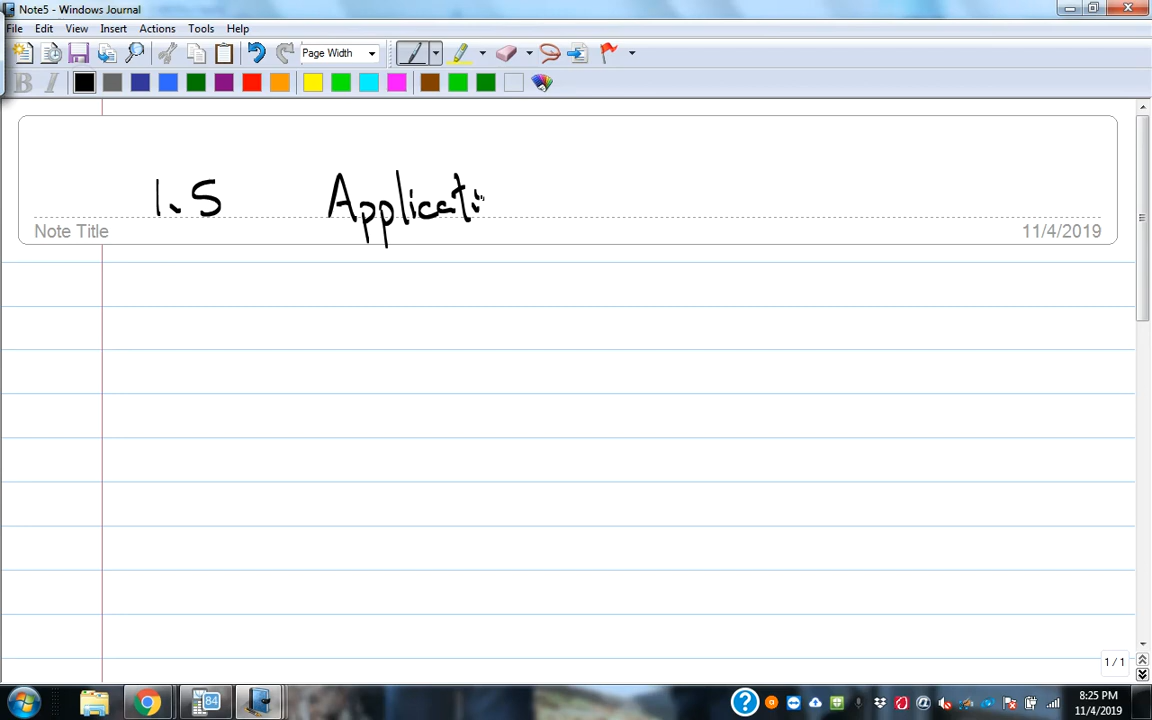 Note5 - Windows Journal
File Edit View Insert Actions Tools Help
Page Width
B I
1.5 Applicati
Note Title 11/4/2019
1/1
84
8:25 PM
11/4/2019